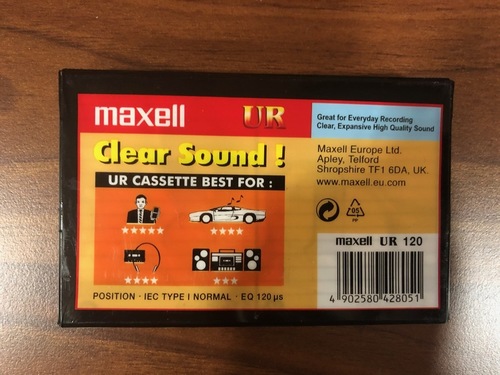 maxell UR
Great for Everyday Recording
Clear, Expansive High Quality Sound
Clear Sound !
UR CASSETTE BEST FOR :
Maxell Europe Ltd.
Apley, Telford
Shropshire TF1 6DA, UK.
www.maxell.eu.com
05
PP
POSITION · IEC TYPE I NORMAL · EQ 120 µs
maxell UR 120
4 902580 428051